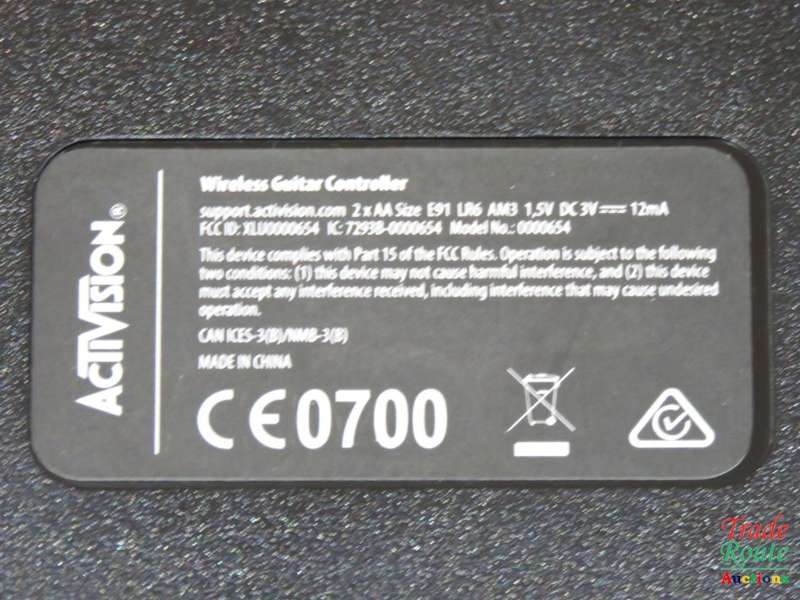 ACTIVISION®
Wireless Guitar Controller
support.activision.com 2 x AA Size E91 LR6 AM3 1,5V DC 3V⎓12mA
FCC ID: XLU0000654 IC: 7293B-0000654 Model No.: 0000654
This device complies with Part 15 of the FCC Rules. Operation is subject to the following
two conditions: (1) this device may not cause harmful interference, and (2) this device
must accept any interference received, including interference that may cause undesired
operation.
CAN ICES-3(B)/NMB-3(B)
MADE IN CHINA
CE0700
Trade
Route
Auctions